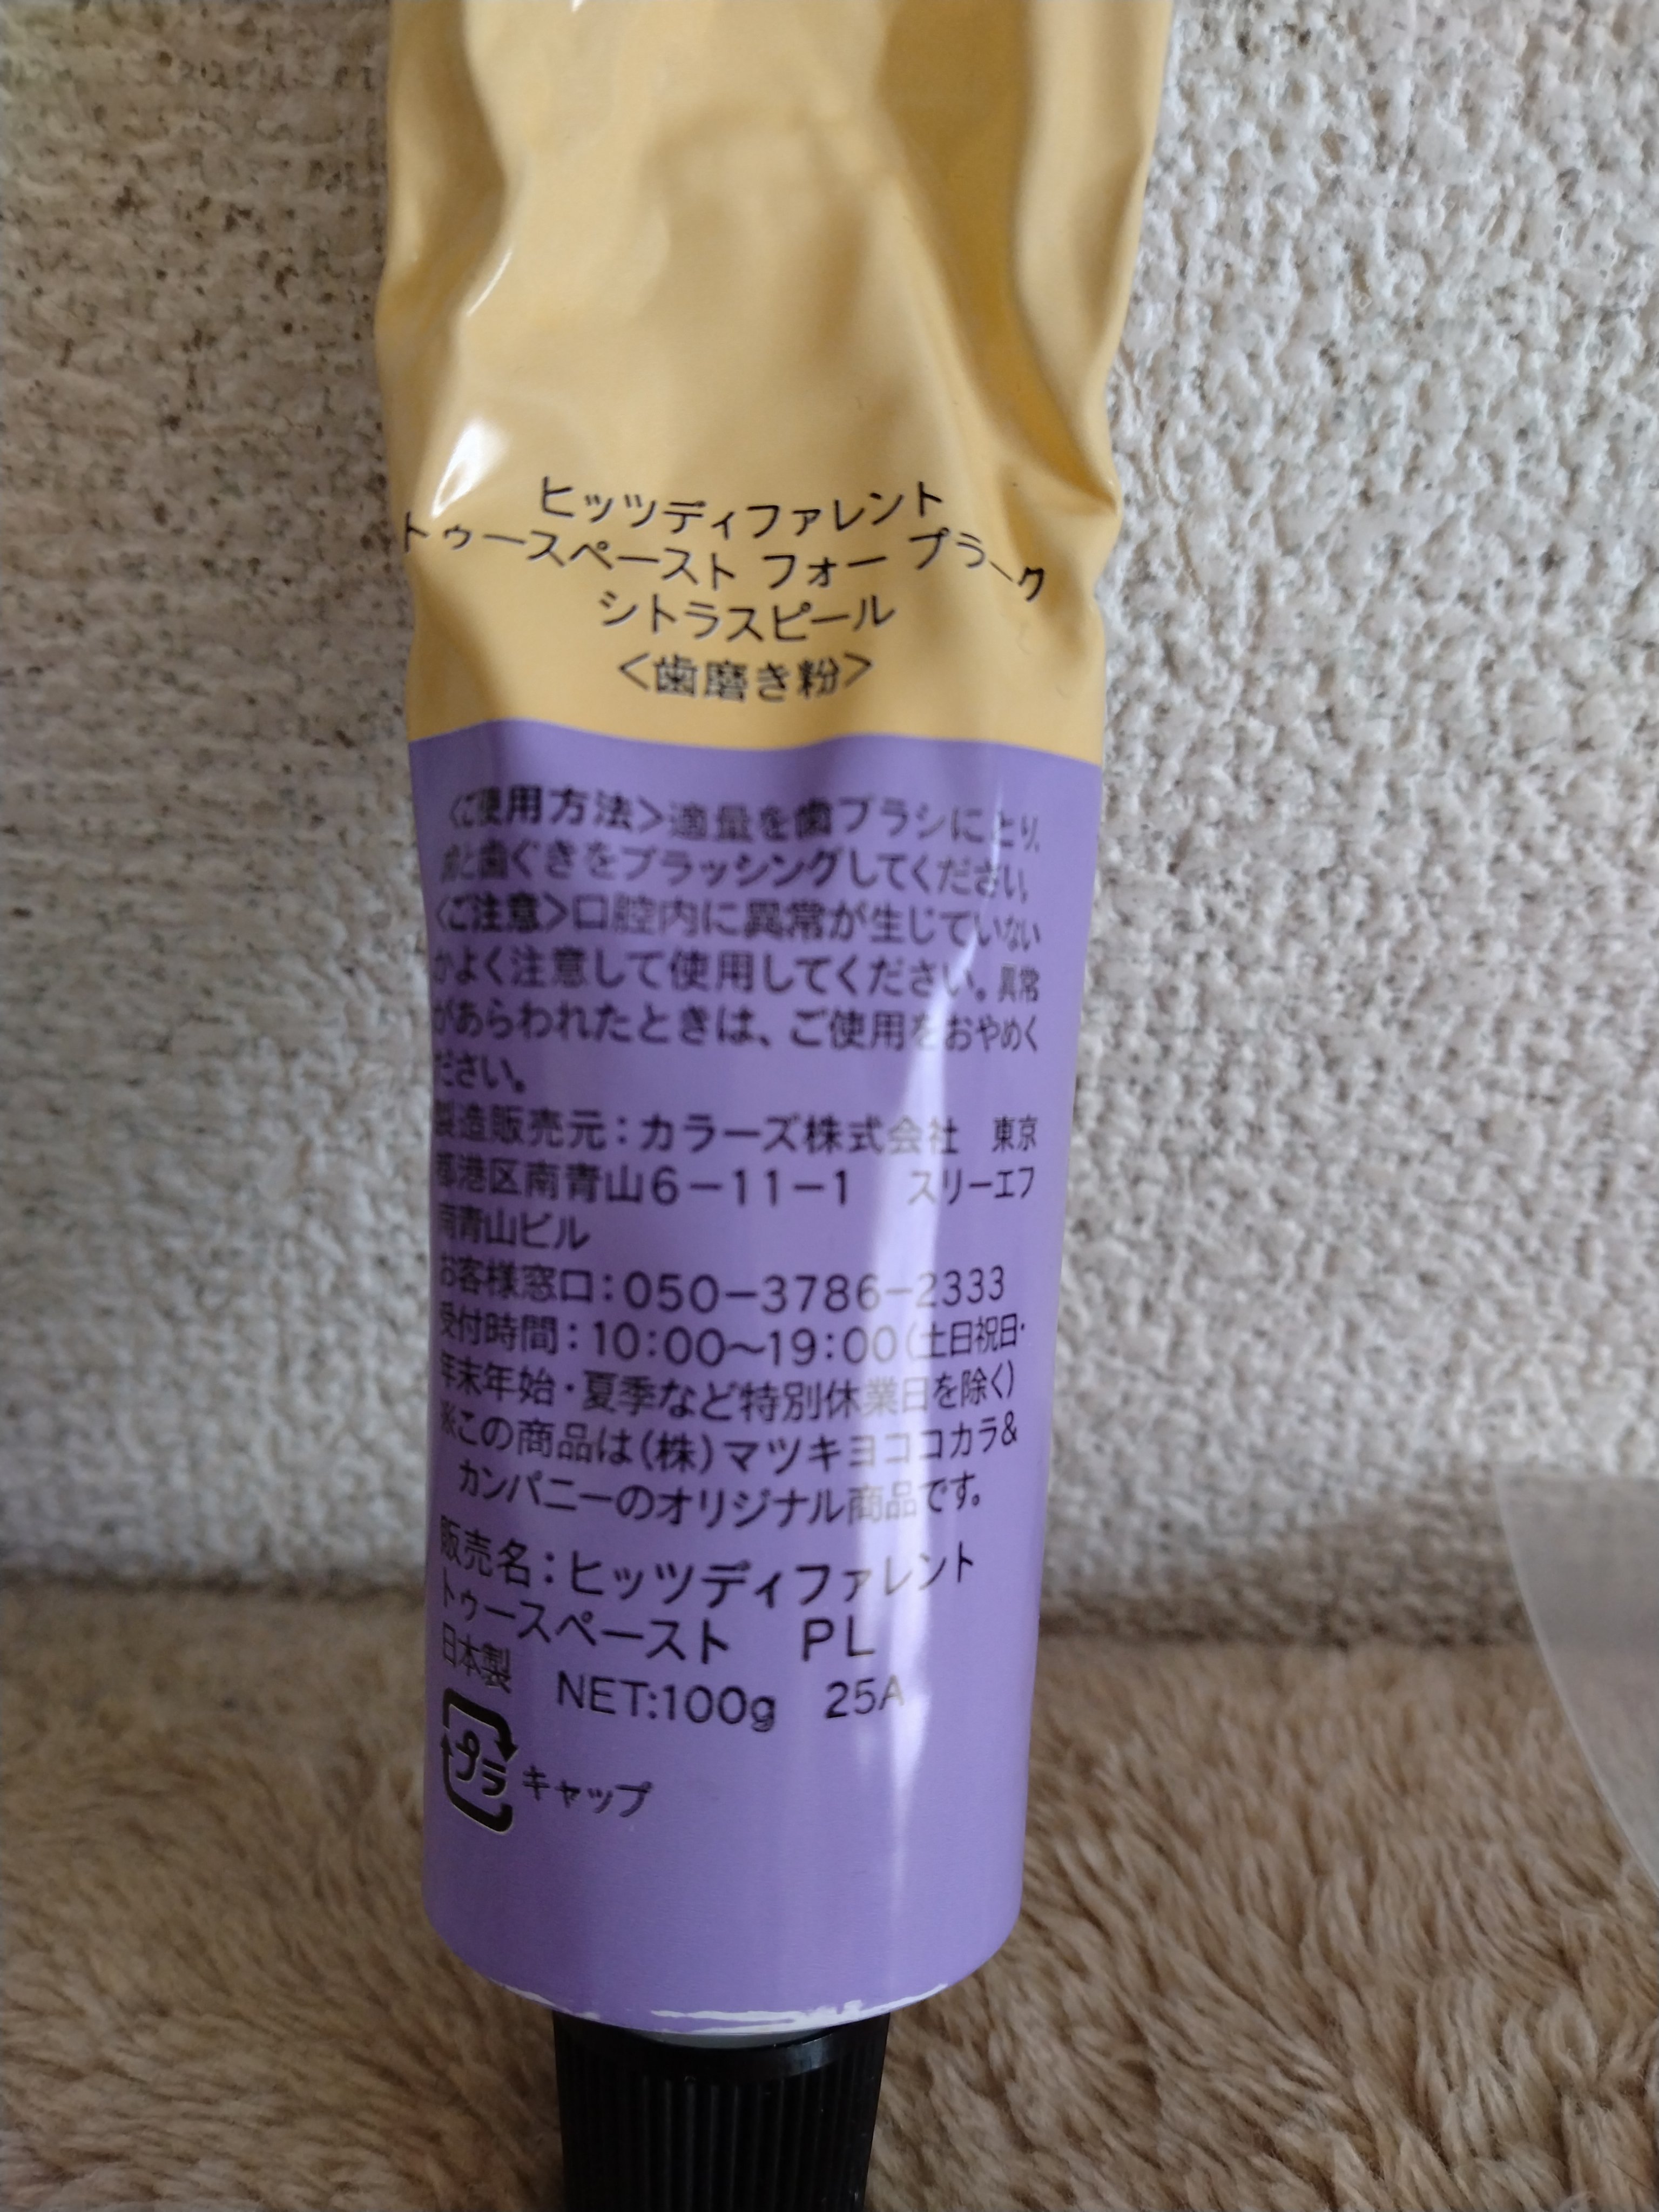 ヒッツディファレント
トゥースペースト フォー プラーク
シトラスピール
<歯磨き粉>
<ご使用方法>適量を歯ブラシにとり、
歯と歯ぐきをブラッシングしてください。
<ご注意>口腔内に異常が生じていない
かよく注意して使用してください。異常
があらわれたときは、ご使用をおやめく
ださい。
製造販売元：カラーズ株式会社　東京
都港区南青山6－11－1　スリーエフ
南青山ビル
お客様窓口：050－3786－2333
受付時間：10：00～19：00（土日祝日・
年末年始・夏季など特別休業日を除く）
※この商品は（株）マツキヨココカラ&
カンパニーのオリジナル商品です。
販売名：ヒッツディファレント
トゥースペースト　PL
日本製　NET:100g　25A
プラ キャップ